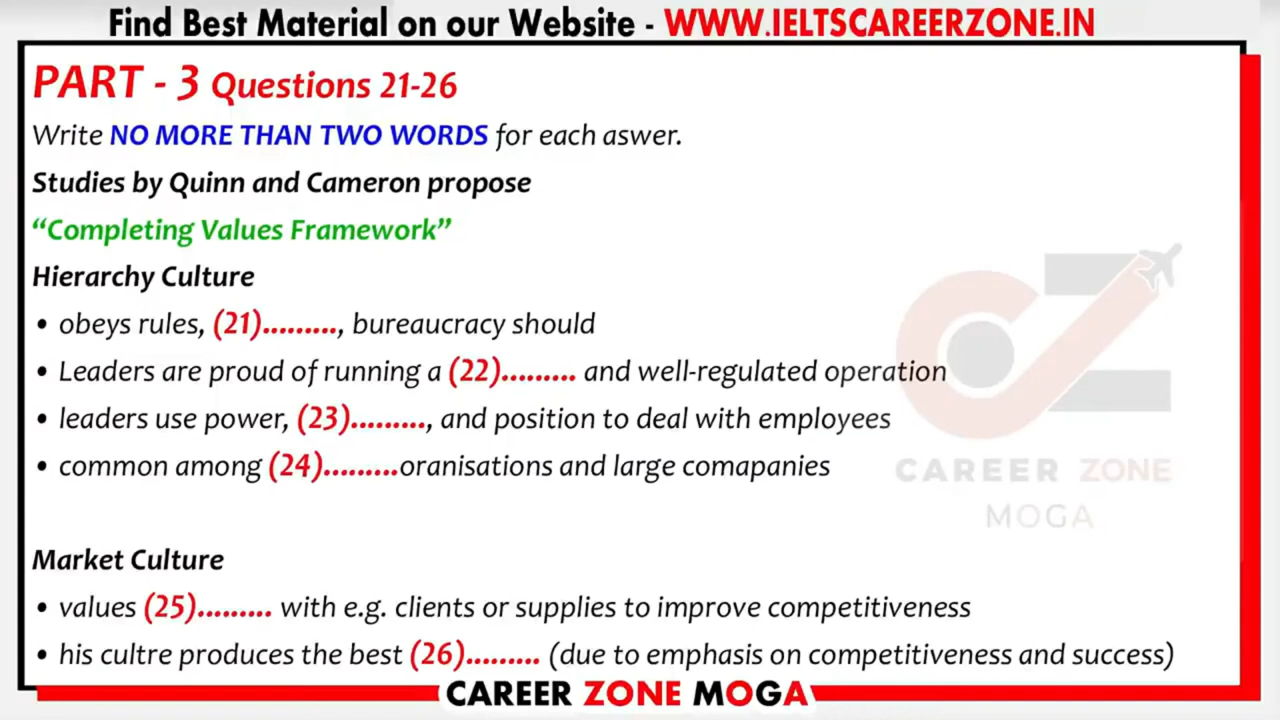 Find Best Material on our Website - WWW.IELTSCAREERZONE.IN
PART - 3 Questions 21-26
Write NO MORE THAN TWO WORDS for each aswer.
Studies by Quinn and Cameron propose
“Completing Values Framework”
Hierarchy Culture
• obeys rules, (21)........., bureaucracy should
• Leaders are proud of running a (22)......... and well-regulated operation
• leaders use power, (23)........., and position to deal with employees
• common among (24).........oranisations and large comapanies
CAREER ZONE
MOGA
Market Culture
• values (25)......... with e.g. clients or supplies to improve competitiveness
• his cultre produces the best (26)......... (due to emphasis on competitiveness and success)
CAREER ZONE MOGA